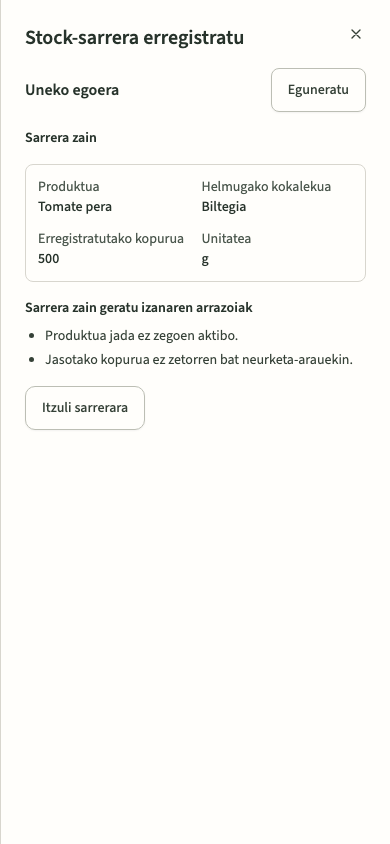 Stock-sarrera erregistratu
Uneko egoera
Eguneratu
Sarrera zain
Produktua
Tomate pera
Helmugako kokalekua
Biltegia
Erregistratutako kopurua
500
Unitatea
g
Sarrera zain geratu izanaren arrazoiak
Produktua jada ez zegoen aktibo.
Jasotako kopurua ez zetorren bat neurketa-arauekin.
Itzuli sarrerara